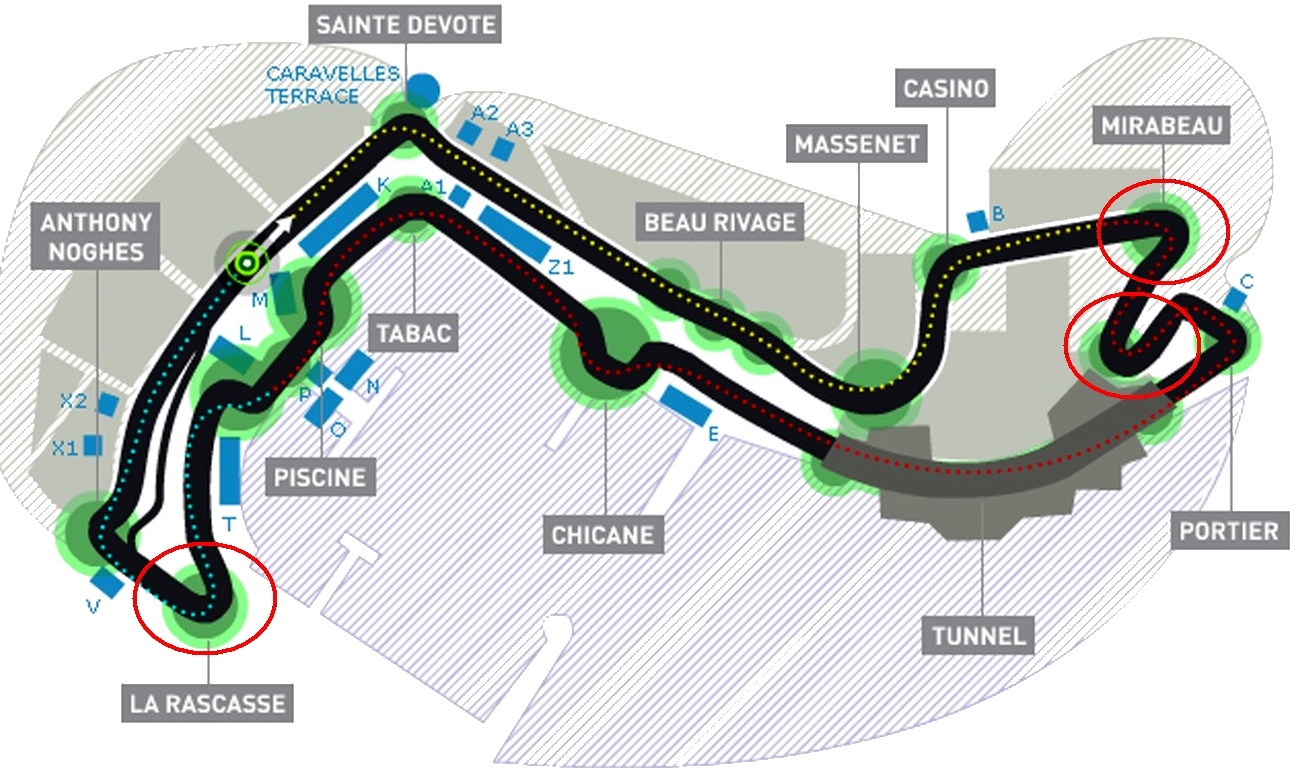 SAINTE DEVOTE
CARAVELLES
TERRACE
A2
A3
CASINO
MASSENET
MIRABEAU
K
A1
ANTHONY
NOGHES
BEAU RIVAGE
B
Z1
C
M
L
TABAC
N
P
O
X2
X1
E
PISCINE
T
CHICANE
PORTIER
V
TUNNEL
LA RASCASSE